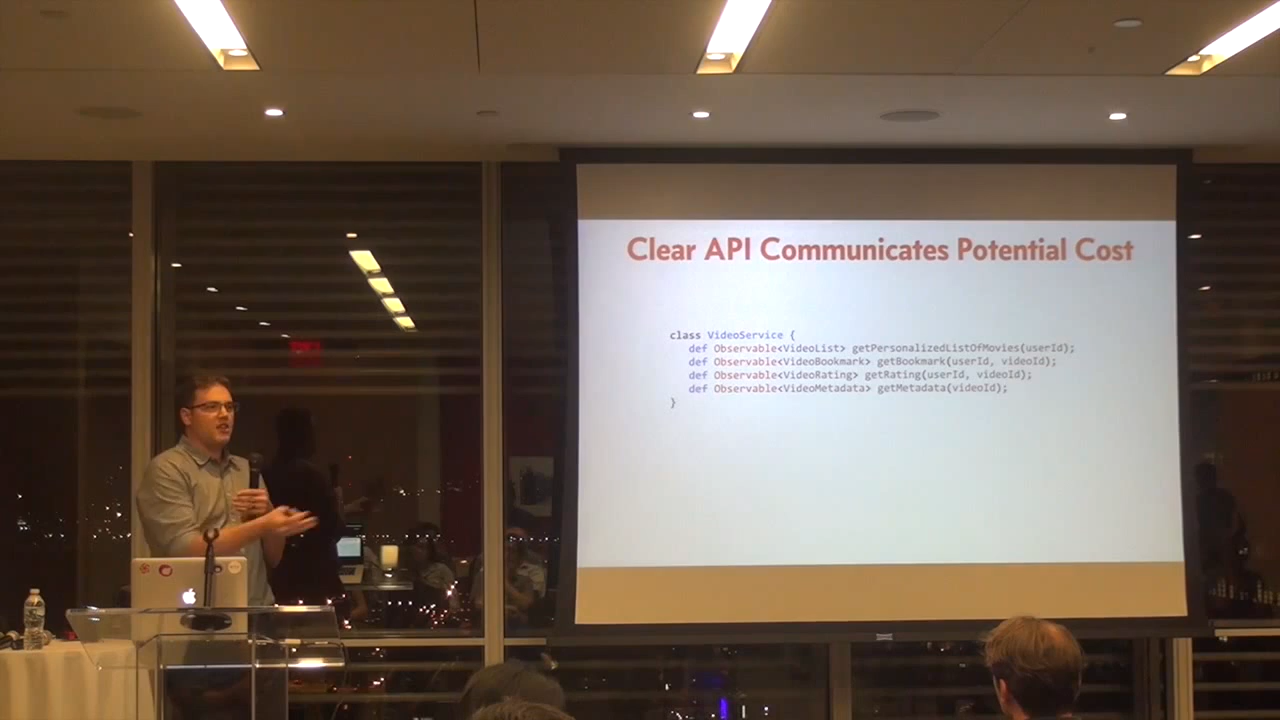 Clear API Communicates Potential Cost
class VideoService {
def Observable<VideoList> getPersonalizedListOfMovies(userId);
def Observable<VideoBookmark> getBookmark(userId, videoId);
def Observable<VideoRating> getRating(userId, videoId);
def Observable<VideoMetadata> getMetadata(videoId);
}